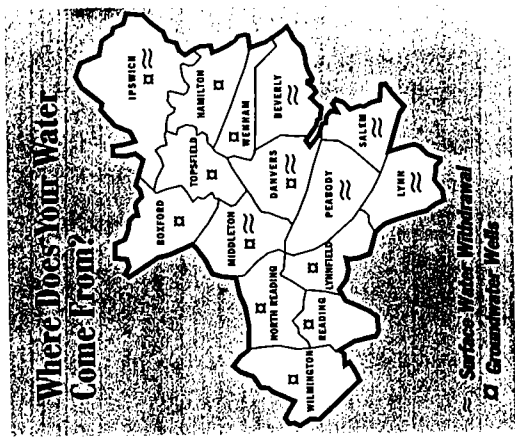 Where Does Your Water
Come From?
IPSWICH
HAMILTON
WENHAM
BEVERLY
TOPSFIELD
BOXFORD
DANVERS
MIDDLETON
SALEM
PEABODY
LYNN
LYNNFIELD
NORTH READING
READING
WILMINGTON
≈ Surface Water Withdrawal
¤ Groundwater Wells